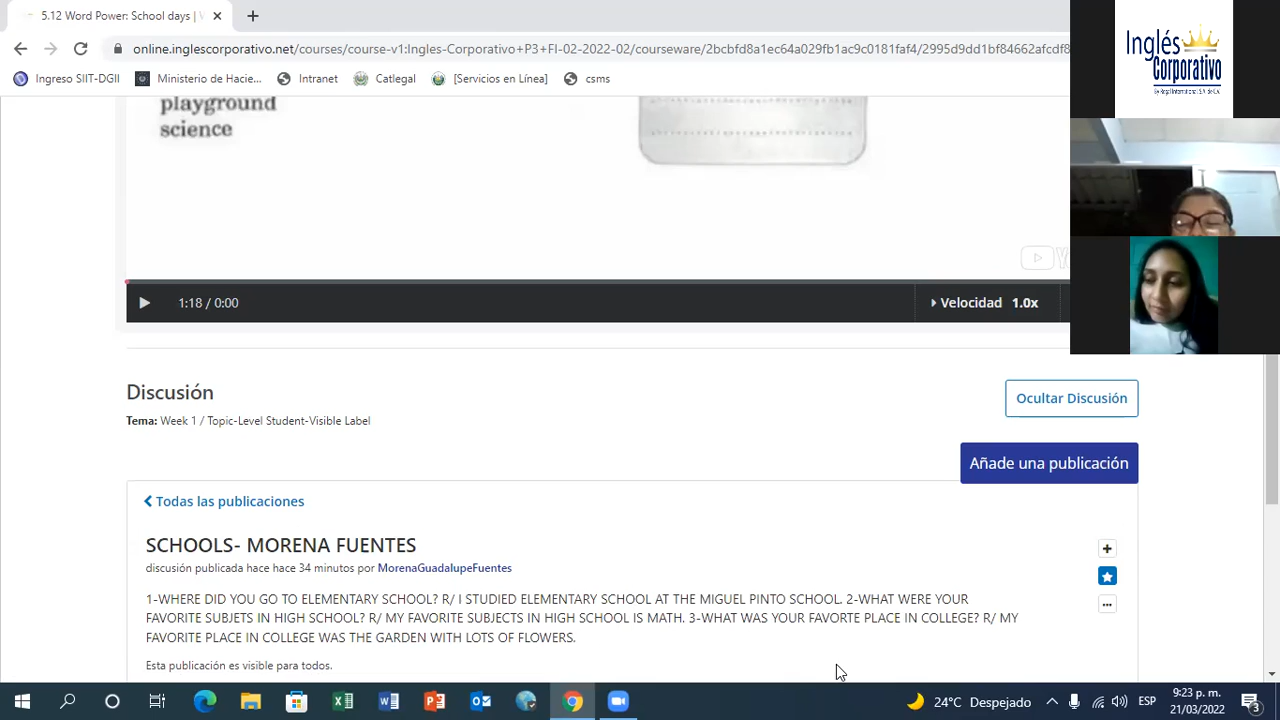 5.12 Word Power: School days |
online.inglescorporativo.net/courses/course-v1:Ingles-Corporativo+P3+FI-02-2022-02/courseware/2bcbfd8a1ec64a029fb1ac9c0181faf4/2995d9dd1bf84662afcdf8
Ingreso SIIT-DGII
Ministerio de Hacie...
Intranet
Catlegal
[Servicios en Línea]
csms
Inglés
Corporativo
playground
science
1:18 / 0:00
Velocidad 1.0x
Discusión
Ocultar Discusión
Tema: Week 1 / Topic-Level Student-Visible Label
Añade una publicación
Todas las publicaciones
SCHOOLS- MORENA FUENTES
discusión publicada hace hace 34 minutos por MorenaGuadalupeFuentes
1-WHERE DID YOU GO TO ELEMENTARY SCHOOL? R/ I STUDIED ELEMENTARY SCHOOL AT THE MIGUEL PINTO SCHOOL. 2-WHAT WERE YOUR
FAVORITE SUBJETS IN HIGH SCHOOL? R/ MY FAVORITE SUBJECTS IN HIGH SCHOOL IS MATH. 3-WHAT WAS YOUR FAVORTE PLACE IN COLLEGE? R/ MY
FAVORITE PLACE IN COLLEGE WAS THE GARDEN WITH LOTS OF FLOWERS.
Esta publicación es visible para todos.
24°C Despejado
ESP
9:23 p. m.
21/03/2022
3